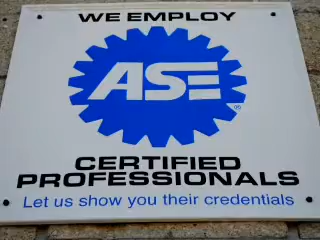 WE EMPLOY
ASE
®
CERTIFIED
PROFESSIONALS
Let us show you their credentials